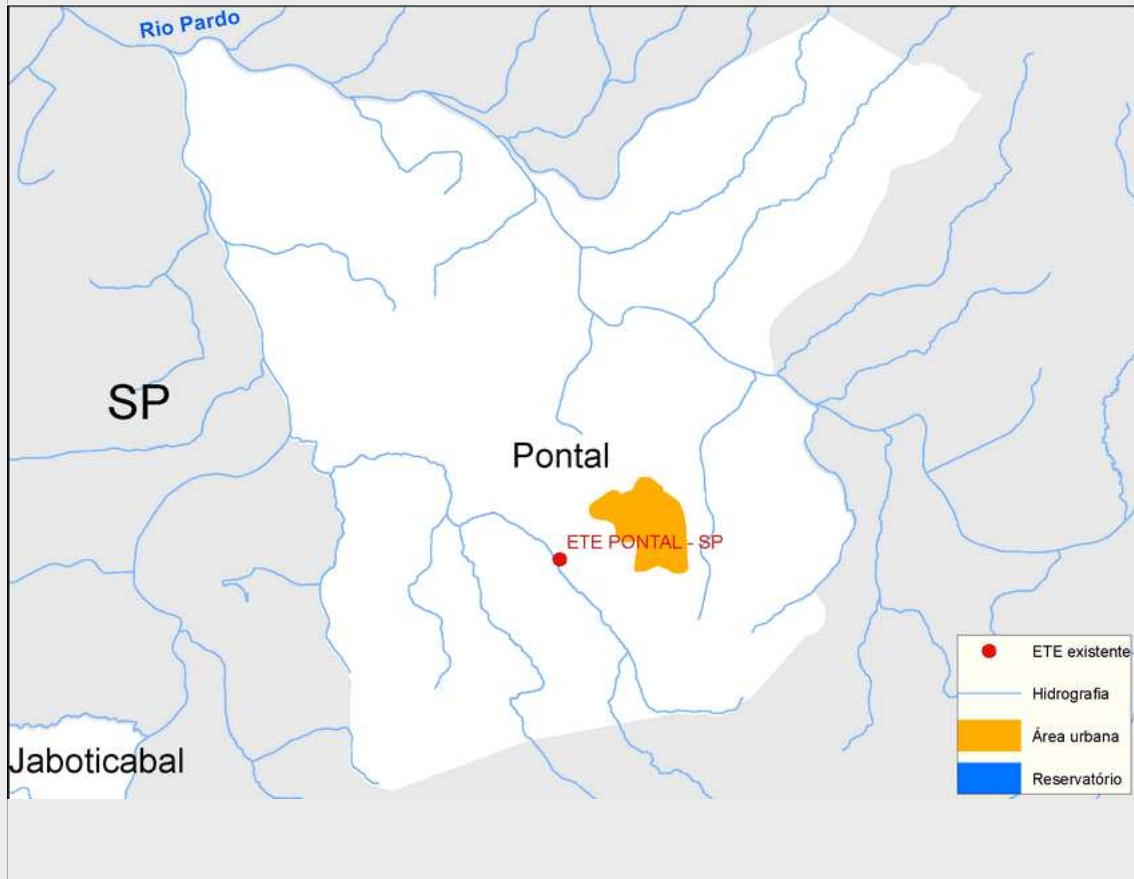 Rio Pardo
SP
Pontal
ETE PONTAL - SP
Jaboticabal
ETE existente
Hidrografia
Área urbana
Reservatório